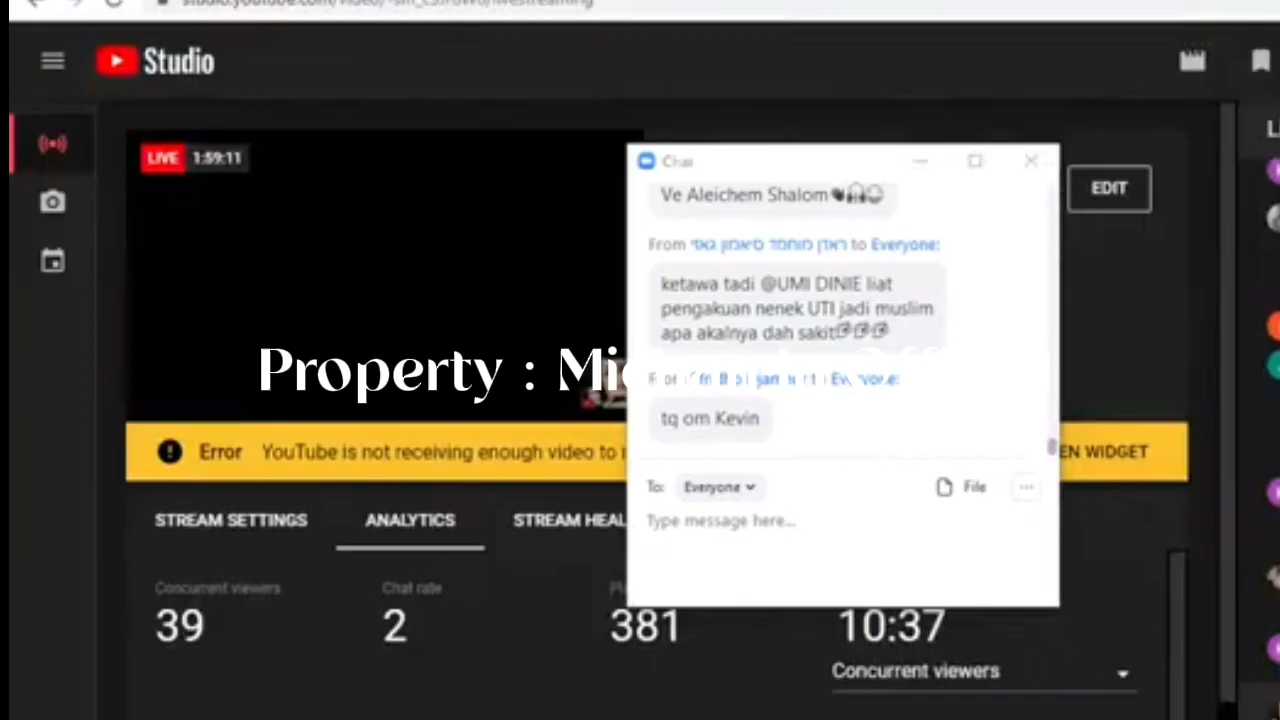 Studio
LIVE 1:59:11
EDIT
Chat
Ve Aleichem Shalom
From ראדן מוחמד סיאמון גאסי to Everyone:
ketawa tadi @UMI DINIE liat
pengakuan nenek UTI jadi muslim
apa akalnya dah sakit
Property :
tq om Kevin
Error YouTube is not receiving enough video to
EN WIDGET
To: Everyone
File
Type message here...
STREAM SETTINGS
ANALYTICS
STREAM HEAL
Concurrent viewers
Chat rate
39
2
381
10:37
Concurrent viewers